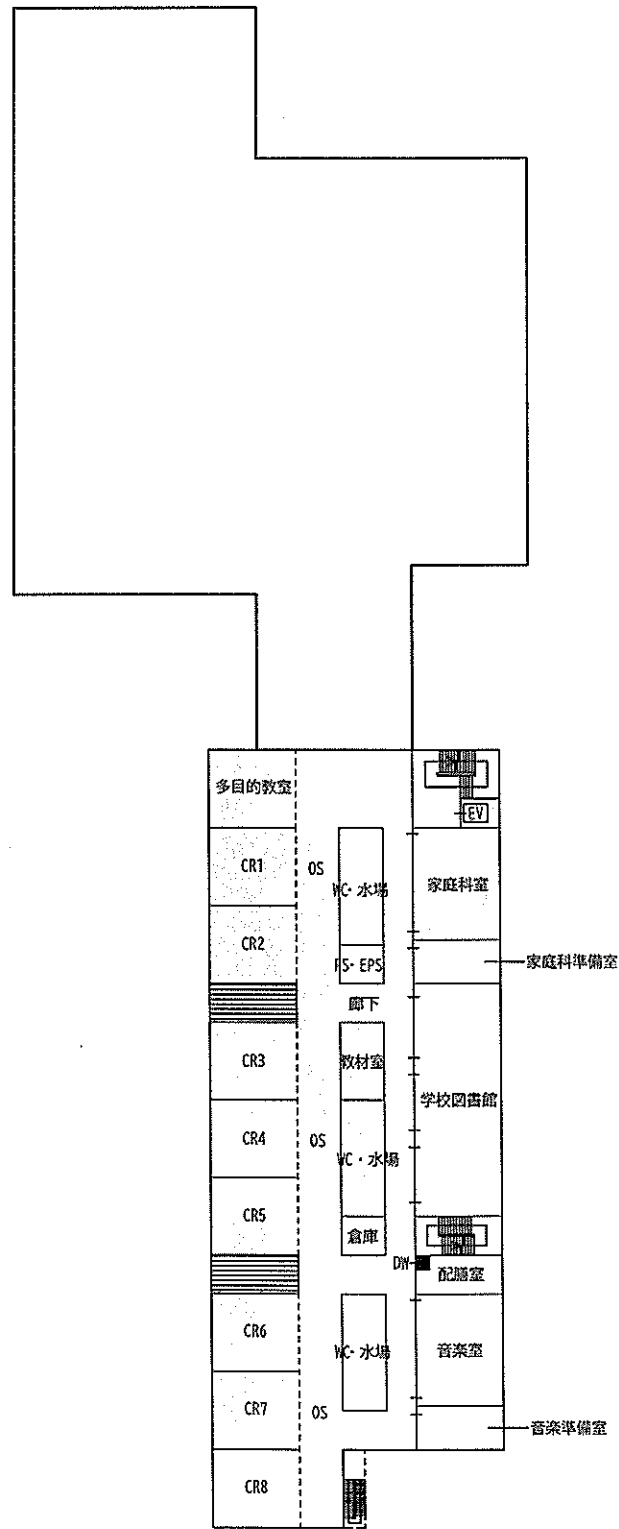 多目的教室
EV
CR1
OS
WC・水場
家庭科室
CR2
PS・EPS
家庭科準備室
廊下
CR3
教材室
学校図書館
CR4
OS
WC・水場
CR5
倉庫
DW
配膳室
CR6
WC・水場
音楽室
CR7
OS
音楽準備室
CR8